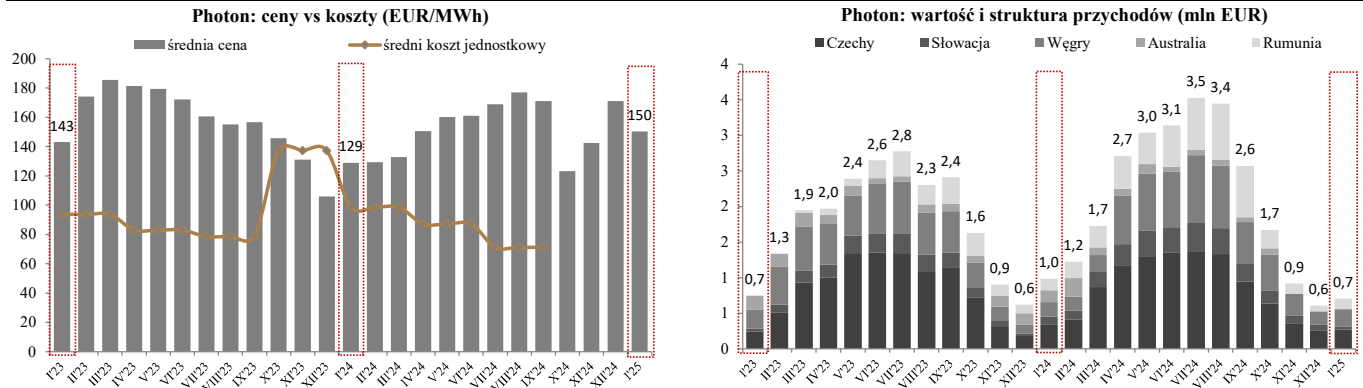 Photon: ceny vs koszty (EUR/MWh)
średnia cena
średni koszt jednostkowy
200
180
160
140
120
100
80
60
40
20
0
143
129
150
I'23
II'23
III'23
IV'23
V'23
VI'23
VII'23
VIII'23
IX'23
X'23
XI'23
XII'23
I'24
II'24
III'24
IV'24
V'24
VI'24
VII'24
VIII'24
IX'24
X'24
XI'24
XII'24
I'25
Photon: wartość i struktura przychodów (mln EUR)
Czechy
Słowacja
Węgry
Australia
Rumunia
4
4
3
3
2
2
1
1
0
0,7
1,3
1,9
2,0
2,4
2,6
2,8
2,3
2,4
1,6
0,9
0,6
1,0
1,2
1,7
2,7
3,0
3,1
3,5
3,4
2,6
1,7
0,9
0,6
0,7
I'23
II'23
III'23
IV'23
V'23
VI'23
VII'23
VIII'23
IX'23
X'23
XI'23
XII'23
I'24
II'24
III'24
IV'24
V'24
VI'24
VII'24
VIII'24
IX'24
X'24
XI'24
XII'24
I'25